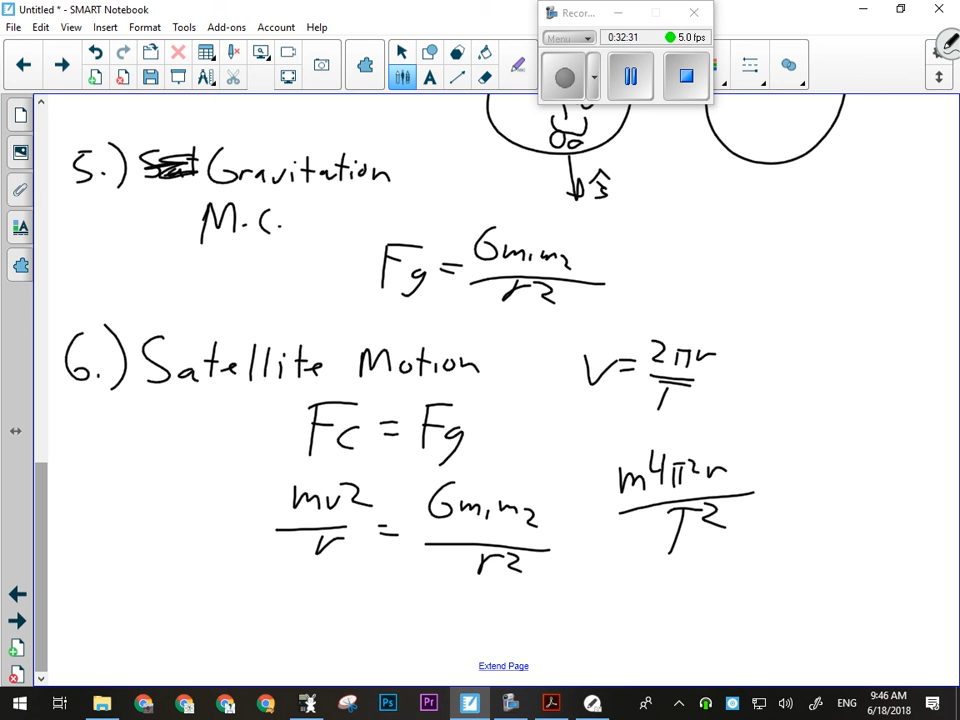 Untitled * - SMART Notebook
File Edit View Insert Format Tools Add-ons Account Help
Recor...
Menu 0:32:31 5.0 fps
5.) Gravitation
M.C.
ŝ
Fg = Gm₁m₂ / r²
6.) Satellite Motion
V = 2πr / T
Fc = Fg
mv² / r = Gm₁m₂ / r²
m4π²r / T²
Extend Page
ENG
9:46 AM
6/18/2018